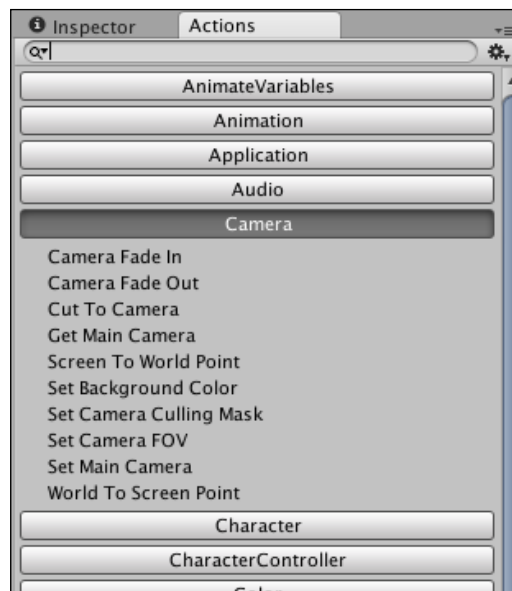 Inspector Actions
AnimateVariables
Animation
Application
Audio
Camera
Camera Fade In
Camera Fade Out
Cut To Camera
Get Main Camera
Screen To World Point
Set Background Color
Set Camera Culling Mask
Set Camera FOV
Set Main Camera
World To Screen Point
Character
CharacterController